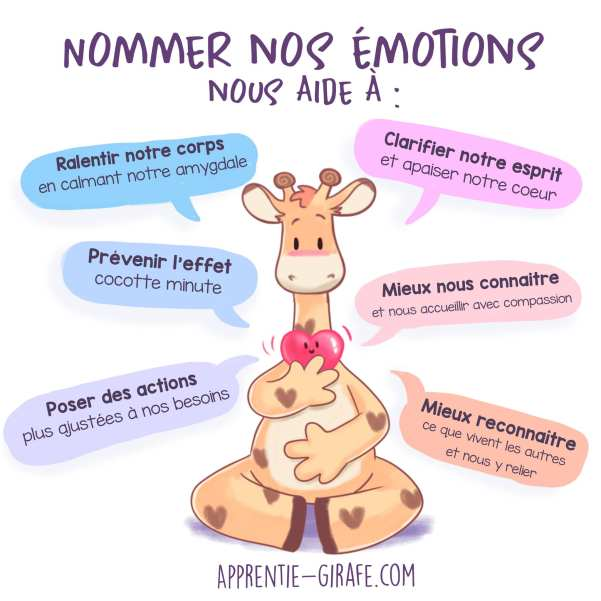 NOMMER NOS ÉMOTIONS
NOUS AIDE À :
Ralentir notre corps
en calmant notre amygdale
Clarifier notre esprit
et apaiser notre coeur
Prévenir l'effet
cocotte minute
Mieux nous connaitre
et nous accueillir avec compassion
Poser des actions
plus ajustées à nos besoins
Mieux reconnaitre
ce que vivent les autres
et nous y relier
APPRENTIE-GIRAFE.COM